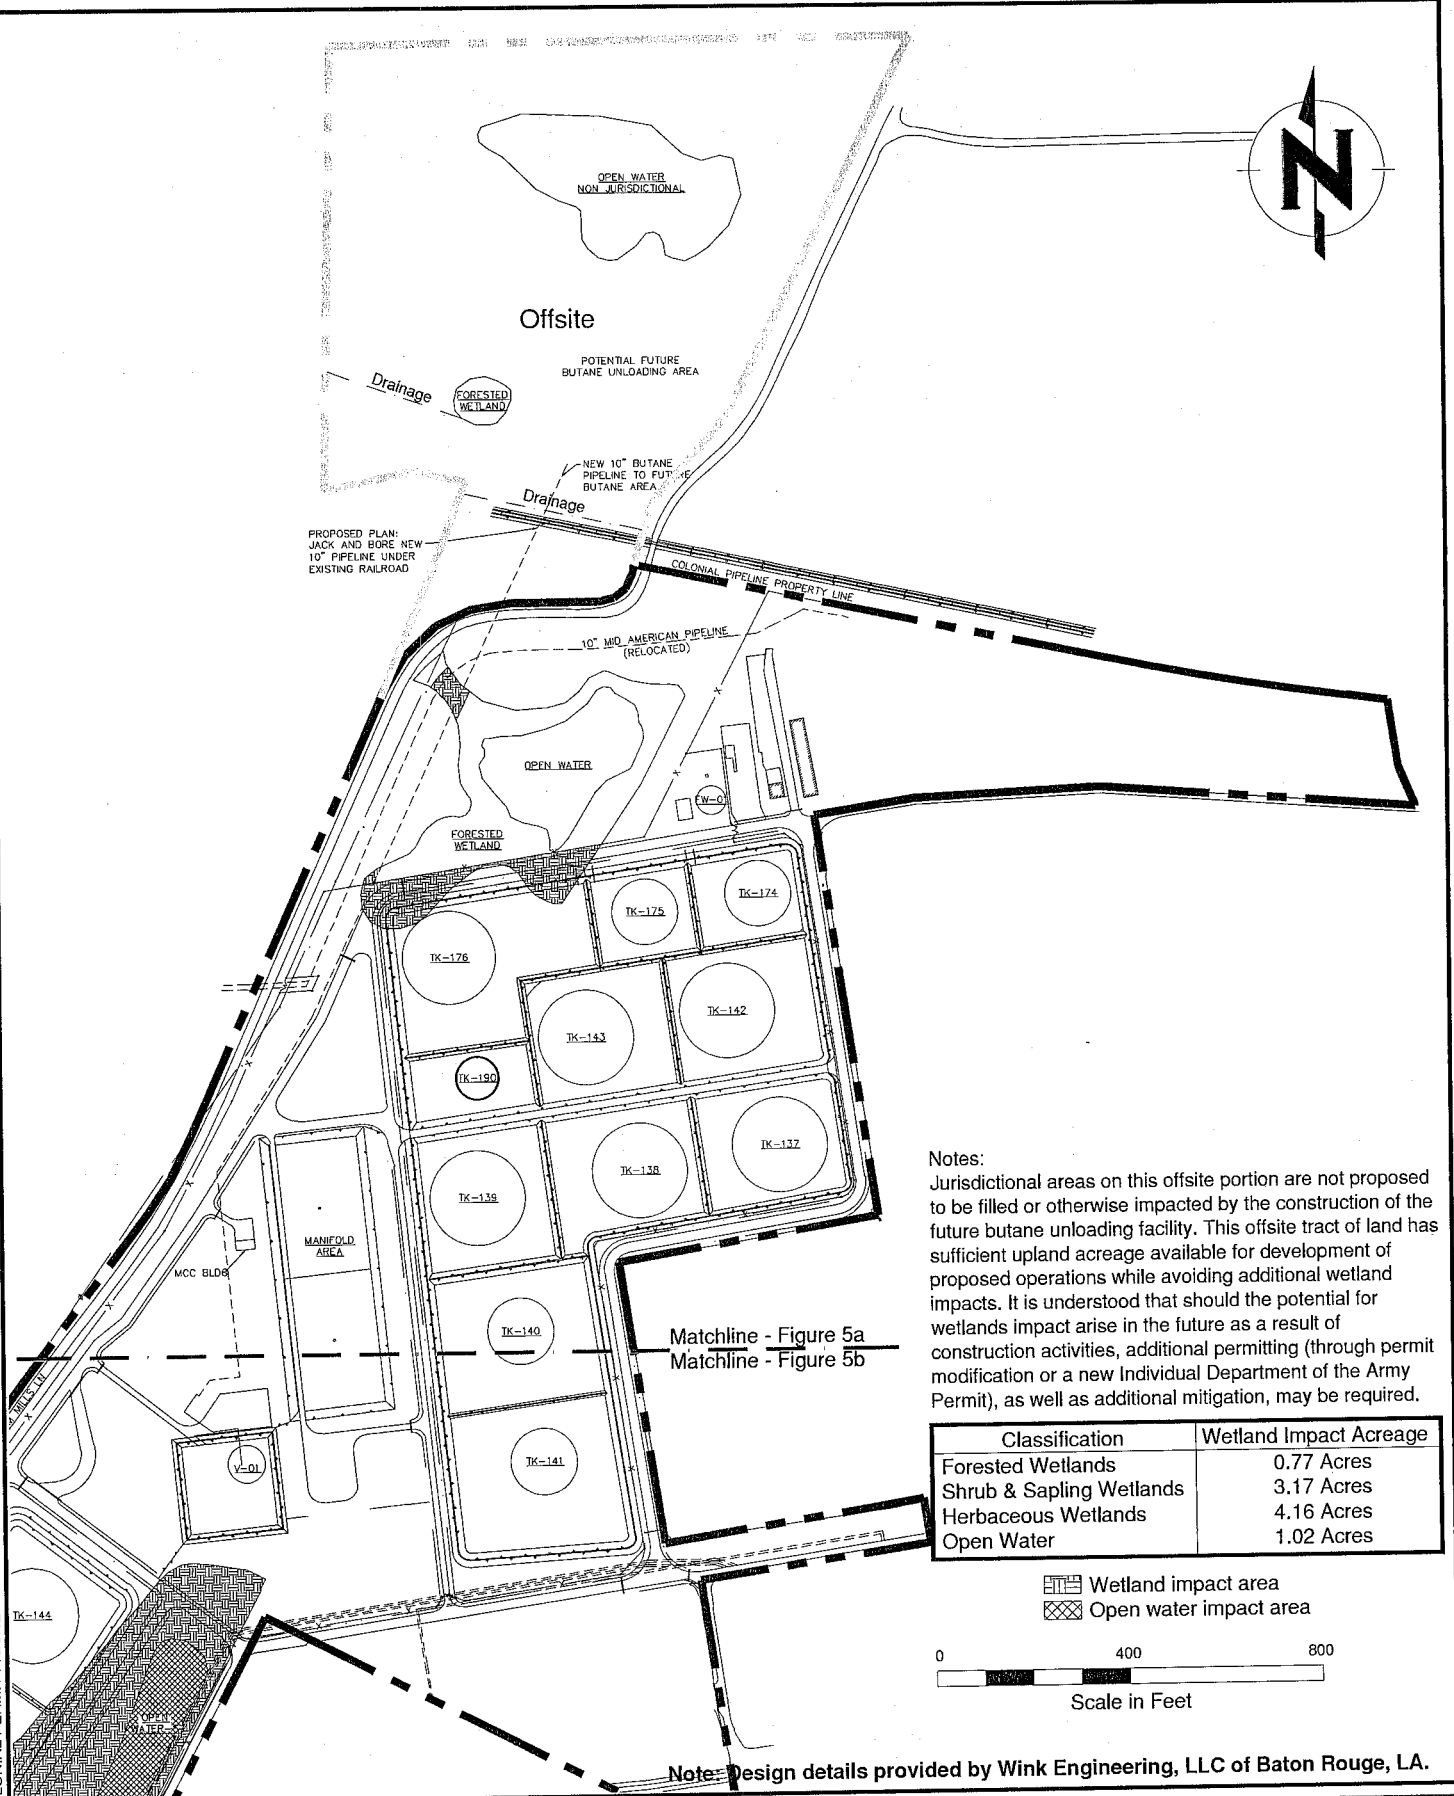 OPEN WATER
NON JURISDICTIONAL
N
Offsite
POTENTIAL FUTURE
BUTANE UNLOADING AREA
Drainage
FORESTED
WETLAND
NEW 10" BUTANE
PIPELINE TO FUTURE
BUTANE AREA
Drainage
PROPOSED PLAN:
JACK AND BORE NEW
10" PIPELINE UNDER
EXISTING RAILROAD
COLONIAL PIPELINE PROPERTY LINE
10" MID AMERICAN PIPELINE
(RELOCATED)
OPEN WATER
FW-01
FORESTED
WETLAND
TK-174
TK-175
TK-176
TK-142
TK-143
TK-190
TK-137
TK-138
TK-139
MANIFOLD
AREA
MCC BLDG
TK-140
Matchline - Figure 5a
Matchline - Figure 5b
MILLS LN
TK-141
V-01
TK-144
OPEN
WATER
Notes:
Jurisdictional areas on this offsite portion are not proposed
to be filled or otherwise impacted by the construction of the
future butane unloading facility. This offsite tract of land has
sufficient upland acreage available for development of
proposed operations while avoiding additional wetland
impacts. It is understood that should the potential for
wetlands impact arise in the future as a result of
construction activities, additional permitting (through permit
modification or a new Individual Department of the Army
Permit), as well as additional mitigation, may be required.
Classification Wetland Impact Acreage
Forested Wetlands 0.77 Acres
Shrub & Sapling Wetlands 3.17 Acres
Herbaceous Wetlands 4.16 Acres
Open Water 1.02 Acres
Wetland impact area
Open water impact area
0 400 800
Scale in Feet
Note: Design details provided by Wink Engineering, LLC of Baton Rouge, LA.